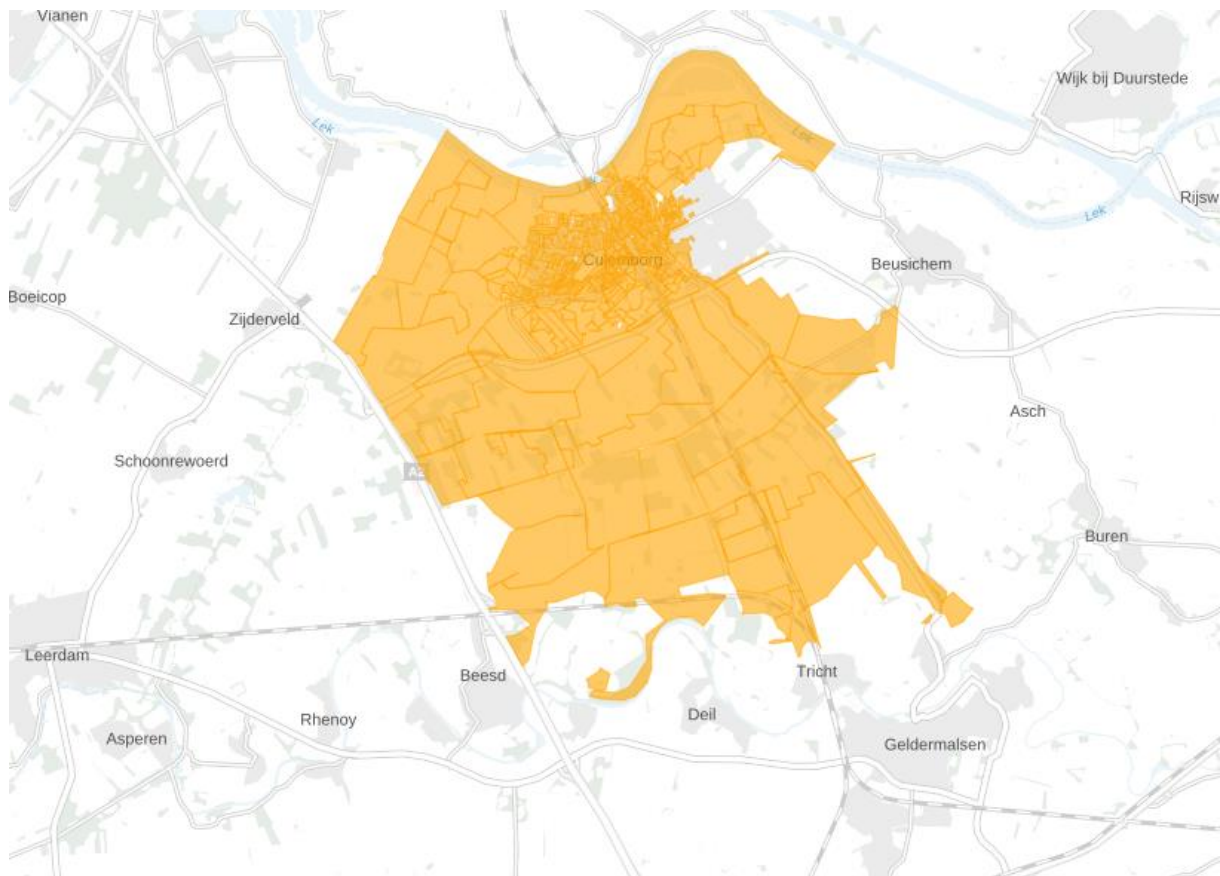 Vianen
Wijk bij Duurstede
Lek
Lek
Rijsw
Lek
Culemborg
Beusichem
Boeicop
Zijderveld
Asch
Schoonrewoerd
A2
Buren
Leerdam
Beesd
Tricht
Rhenoy
Deil
Asperen
Geldermalsen